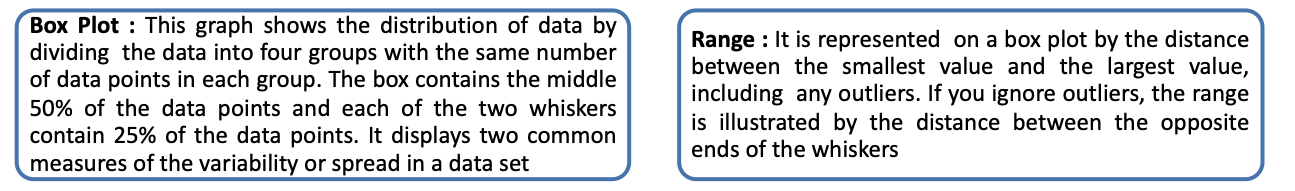 Box Plot : This graph shows the distribution of data by
dividing the data into four groups with the same number
of data points in each group. The box contains the middle
50% of the data points and each of the two whiskers
contain 25% of the data points. It displays two common
measures of the variability or spread in a data set
Range : It is represented on a box plot by the distance
between the smallest value and the largest value,
including any outliers. If you ignore outliers, the range
is illustrated by the distance between the opposite
ends of the whiskers